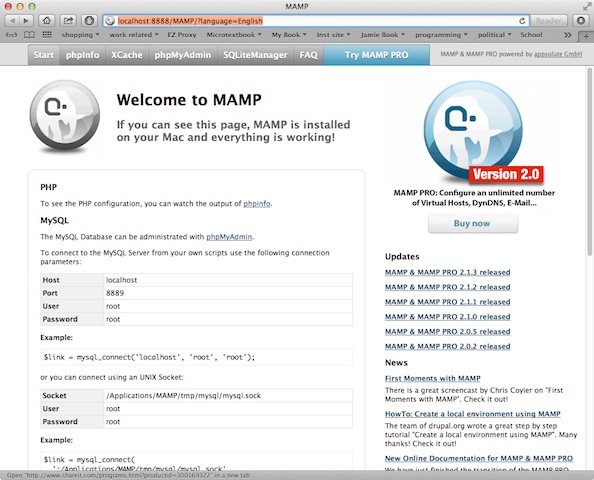 MAMP
localhost:8888/MAMP/?language=English
Reader
shopping work related EZ Proxy Microtextbook My Book Inst site Jamie Book programming political School
Start phpInfo XCache phpMyAdmin SQLiteManager FAQ Try MAMP PRO MAMP & MAMP PRO powered by appsolute GmbH
Welcome to MAMP
If you can see this page, MAMP is installed
on your Mac and everything is working!
Version 2.0
MAMP PRO: Configure an unlimited number
of Virtual Hosts, DynDNS, E-Mail...
Buy now
PHP
To see the PHP configuration, you can watch the output of phpinfo.
MySQL
The MySQL Database can be administrated with phpMyAdmin.
To connect to the MySQL Server from your own scripts use the following connection
parameters:
Host localhost
Port 8889
User root
Password root
Example:
$link = mysql_connect('localhost', 'root', 'root');
or you can connect using an UNIX Socket:
Socket /Applications/MAMP/tmp/mysql/mysql.sock
User root
Password root
Example:
$link = mysql_connect(
':/Applications/MAMP/tmp/mysql/mysql.sock'
Updates
MAMP & MAMP PRO 2.1.3 released
MAMP & MAMP PRO 2.1.2 released
MAMP & MAMP PRO 2.1.1 released
MAMP & MAMP PRO 2.1.0 released
MAMP & MAMP PRO 2.0.5 released
MAMP & MAMP PRO 2.0.2 released
News
First Moments with MAMP
There is a great screencast by Chris Coyier on "First
Moments with MAMP". Check it out!
HowTo: Create a local environment using MAMP
The team of drupal.org wrote a great step by step
tutorial "Create a local environment using MAMP". Many
thanks! Check it out!
New Online Documentation for MAMP & MAMP PRO
We have just finished the transition of the MAMP PRO
Open "http://www.shareit.com/programs.html?productid=300169372" in a new tab